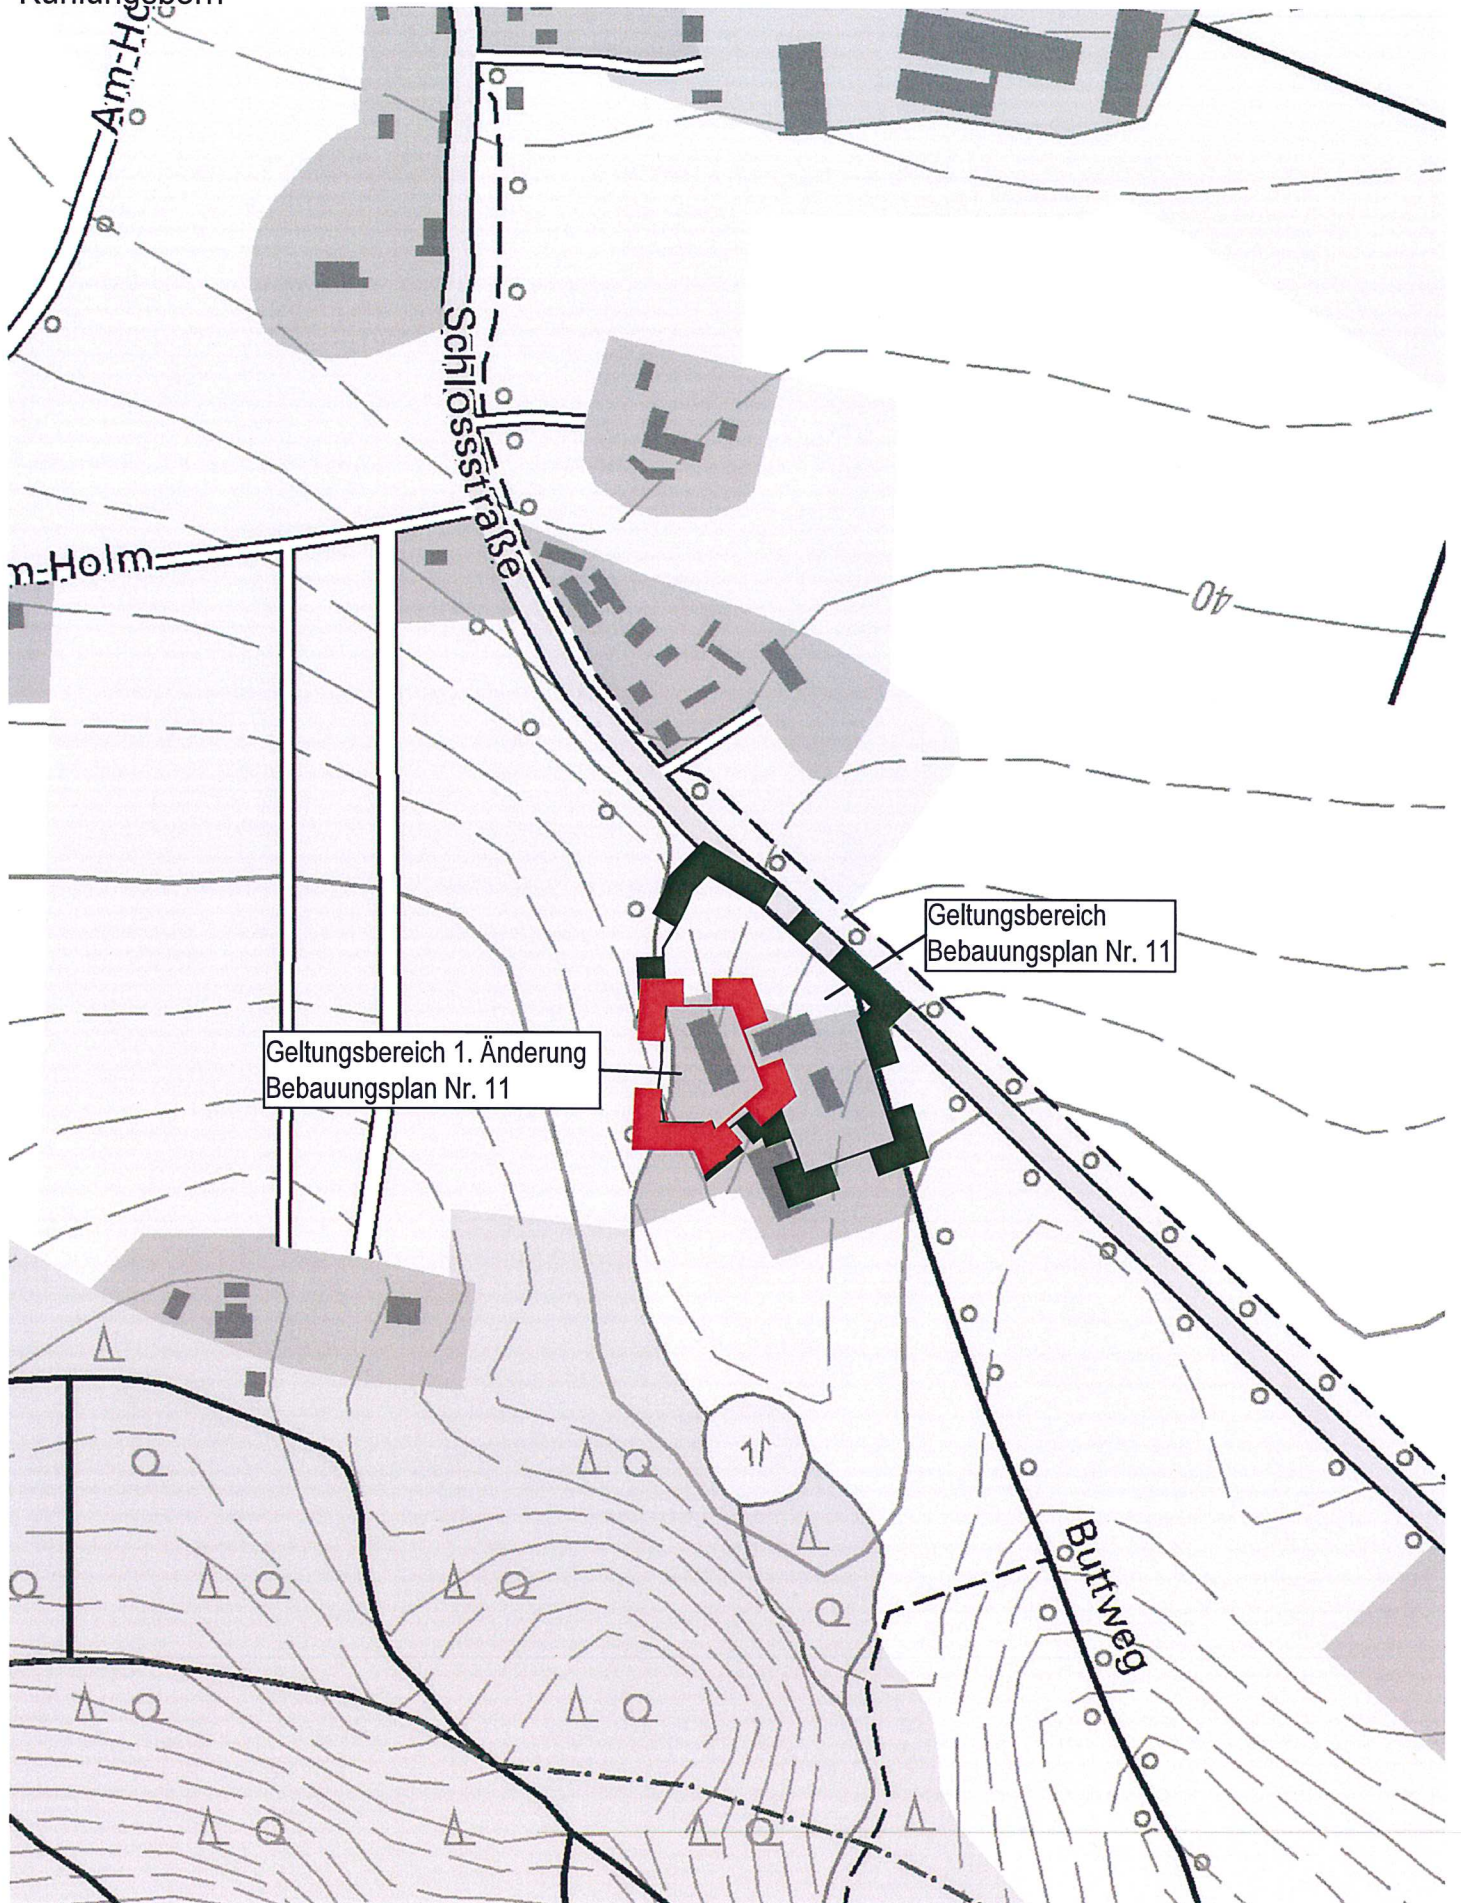 Am-Ho
Schlossstraße
m-Holm
40
Geltungsbereich
Bebauungsplan Nr. 11
Geltungsbereich 1. Änderung
Bebauungsplan Nr. 11
Buttweg